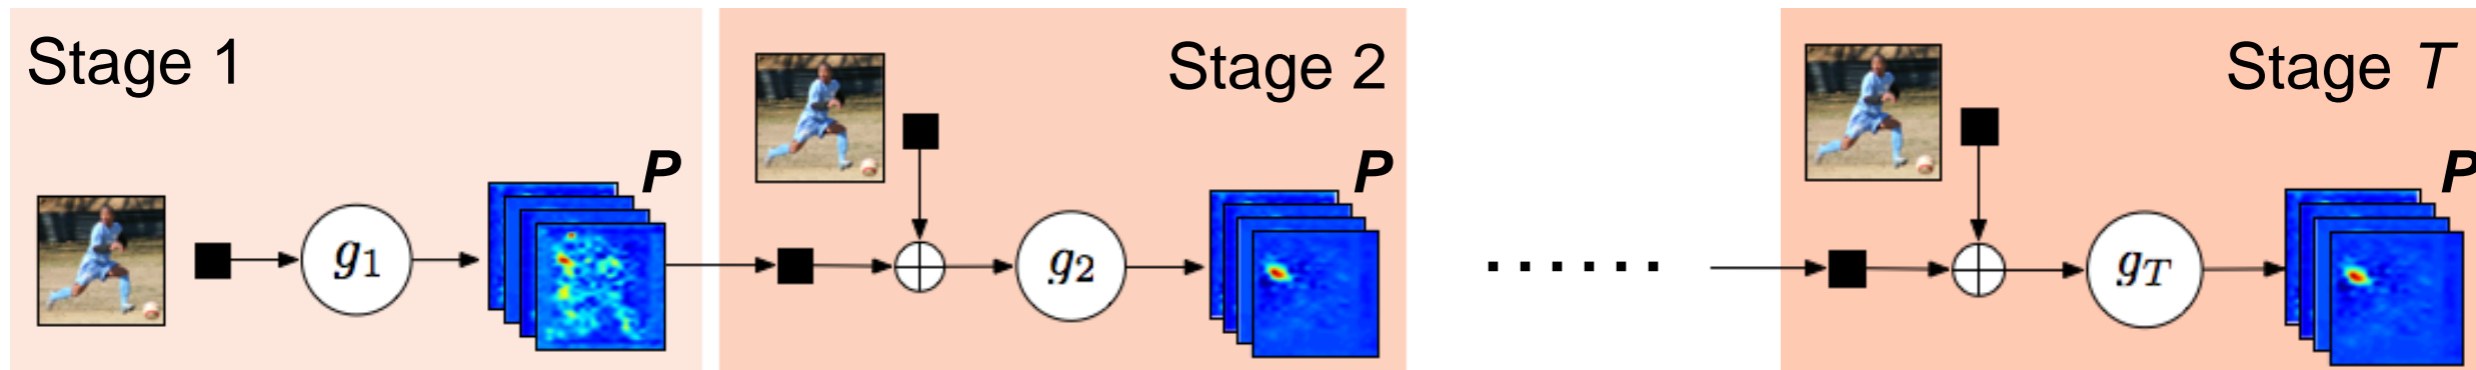 Stage 1
P
g1
Stage 2
P
g2
......
Stage T
P
gT